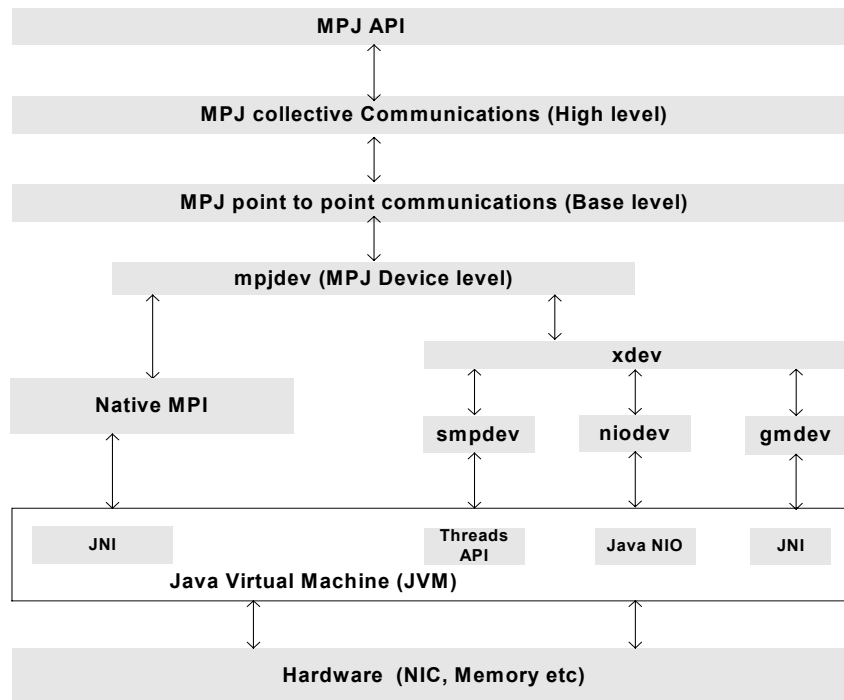 MPJ API
MPJ collective Communications (High level)
MPJ point to point communications (Base level)
mpjdev (MPJ Device level)
xdev
Native MPI
smpdev
niodev
gmdev
JNI
Threads
API
Java NIO
JNI
Java Virtual Machine (JVM)
Hardware (NIC, Memory etc)